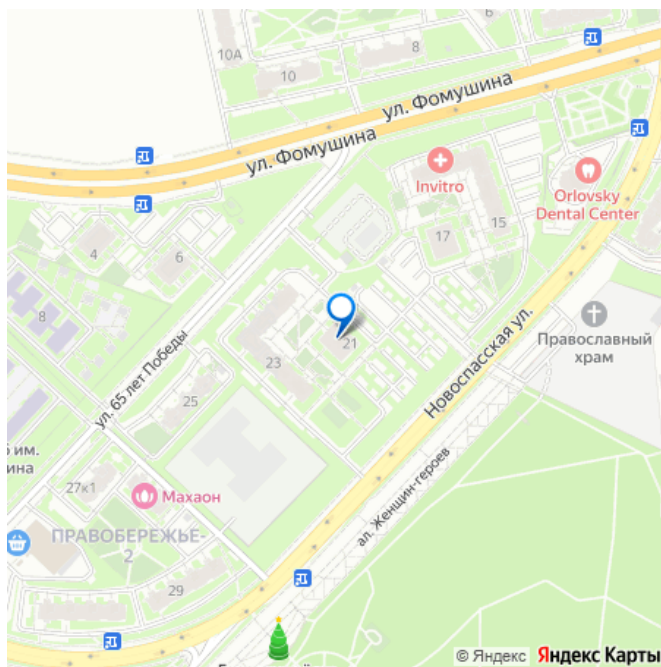 6
10А
8
10
ул. Фомушина
ул. Фомушина
Invitro
Orlovsky
Dental Center
15
17
4
6
8
21
23
25
Новоспасская ул.
Православный
храм
ул. 65 лет Победы
им.
27к1
Махаон
ПРАВОБЕРЕЖЬЕ-
2
ал. Женщин-героев
29
© Яндекс Яндекс Карты